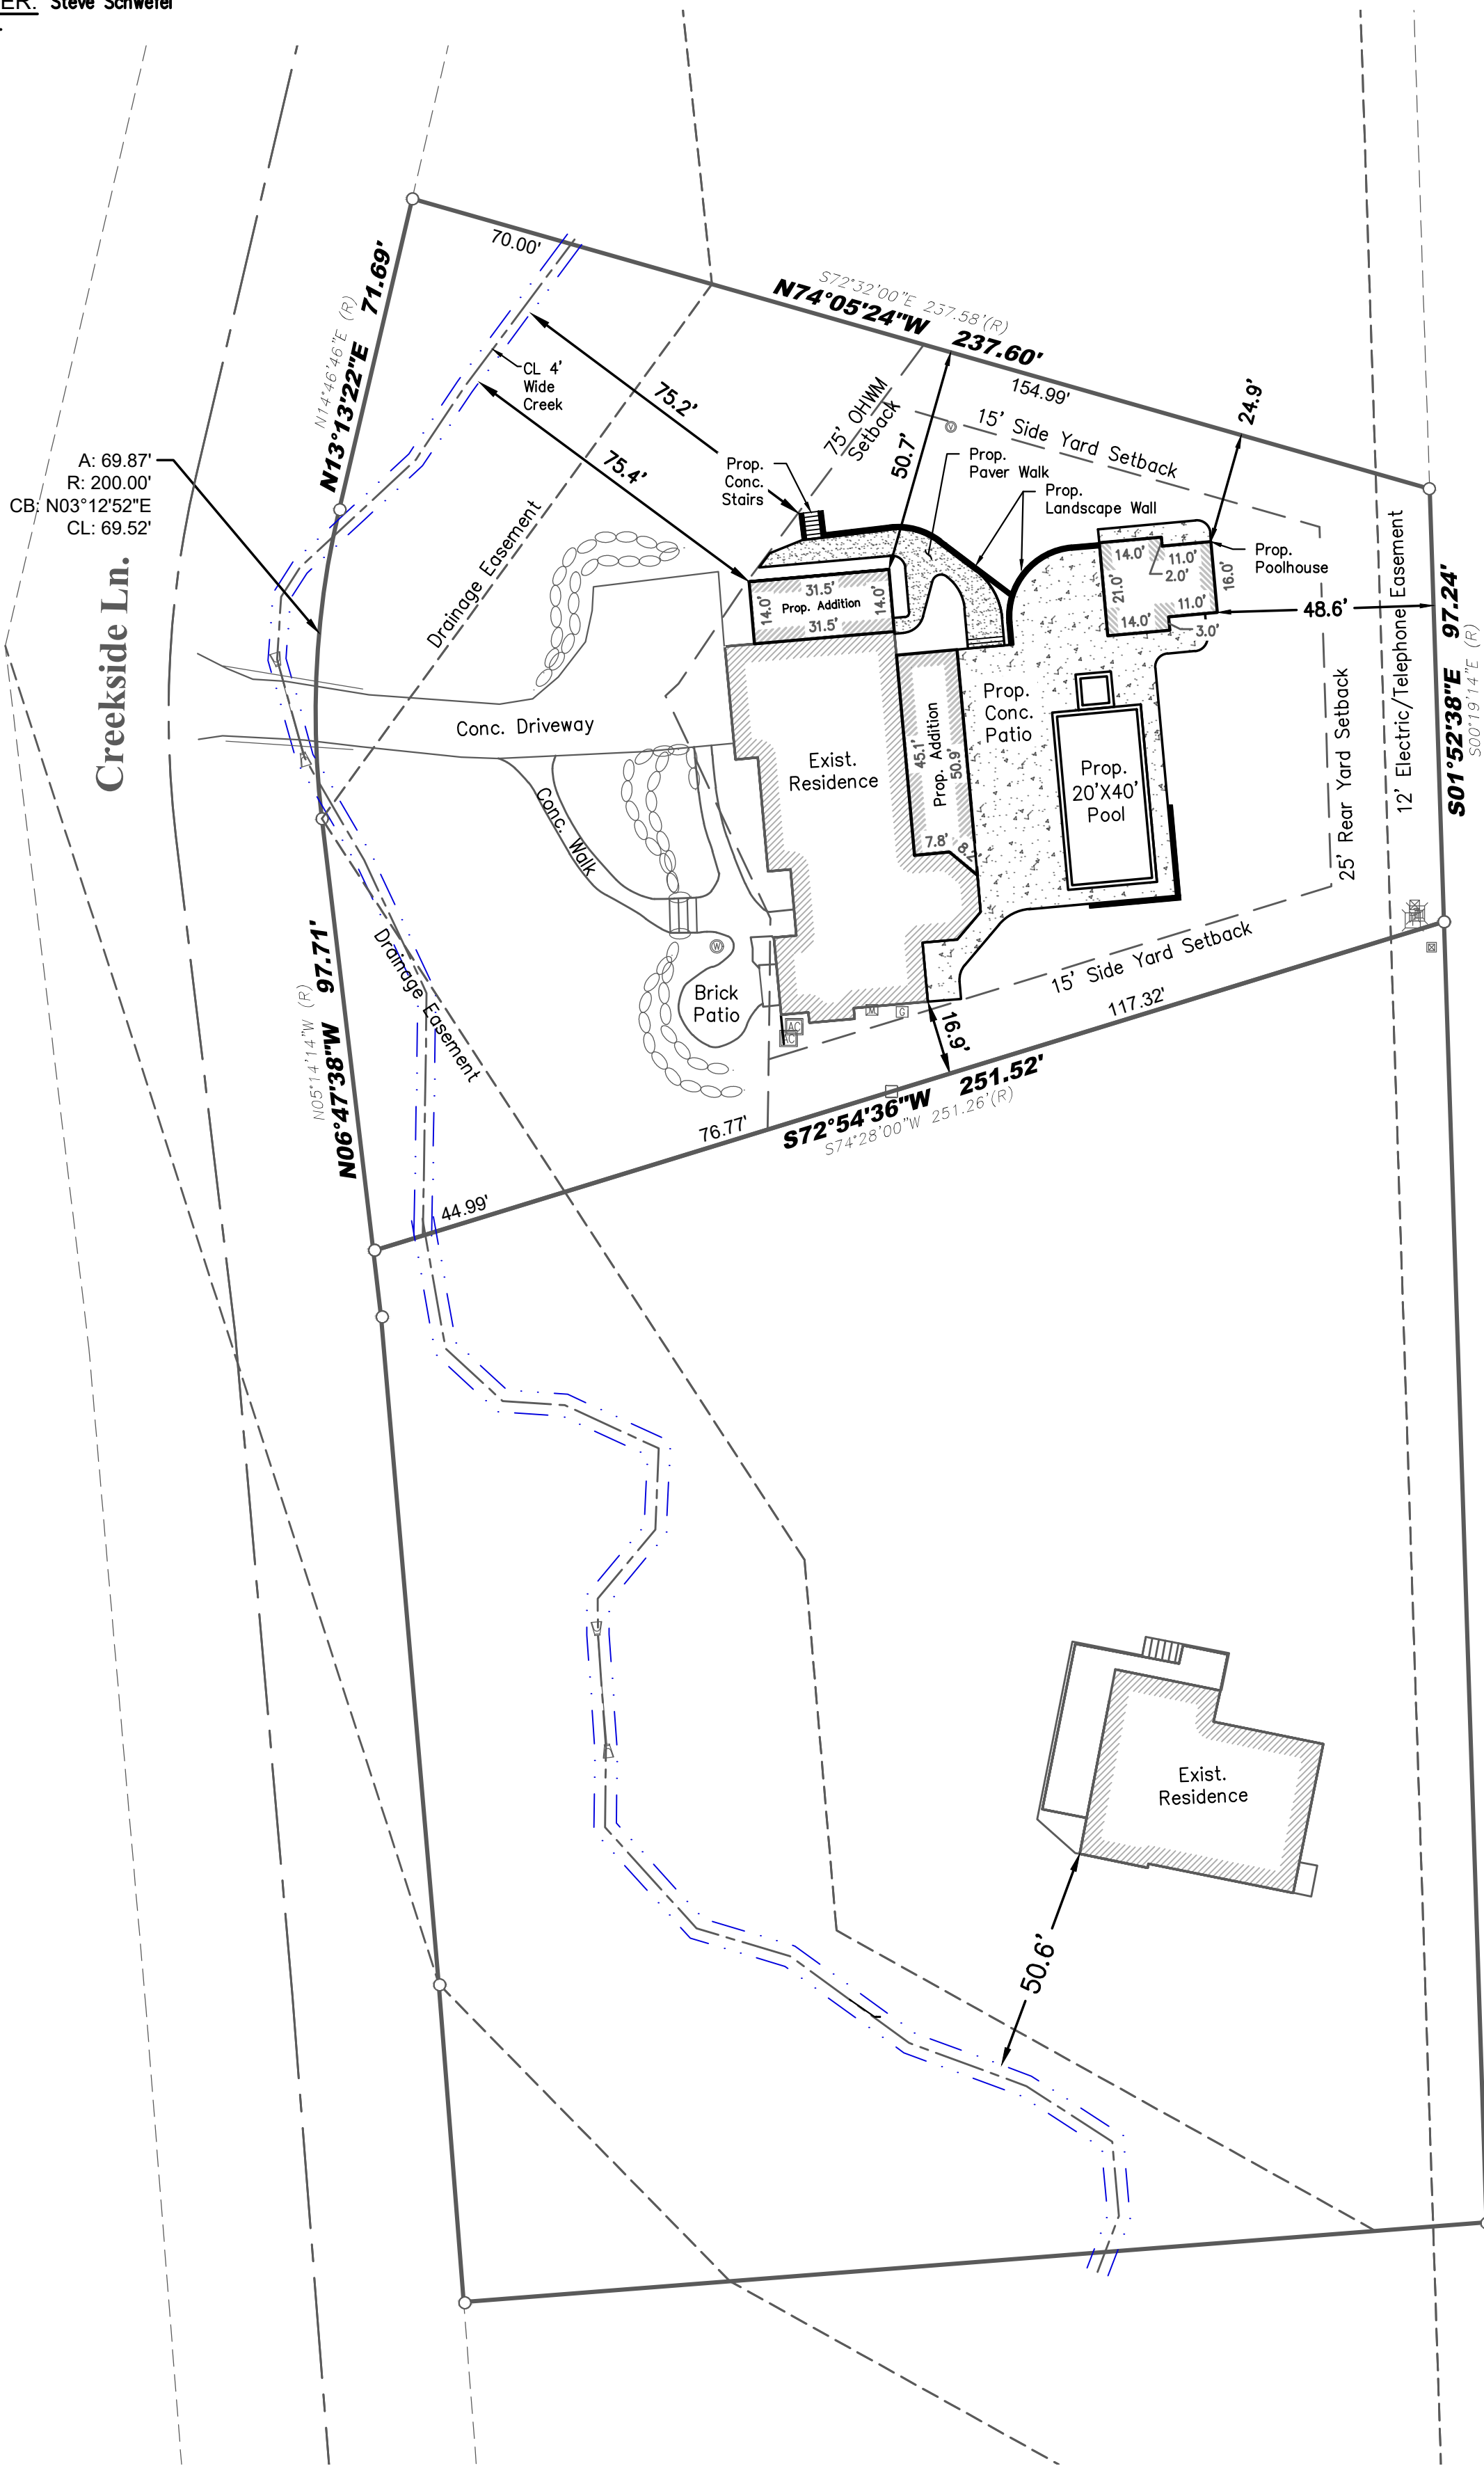 ER: Steve Schwefel
70.00'
S72°32'00"E 237.58'(R)
N74°05'24"W 237.60'
154.99'
24.9'
N14°46'46"E (R)
N13°13'22"E 71.69'
CL 4'
Wide
Creek
75.2'
75.4'
75' OHWM
Setback
50.7'
15' Side Yard Setback
V
A: 69.87'
R: 200.00'
CB: N03°12'52"E
CL: 69.52'
Prop.
Conc.
Stairs
Prop.
Paver Walk
Prop.
Landscape Wall
Prop.
Poolhouse
14.0'
11.0'
2.0'
21.0'
16.0'
11.0'
14.0'
3.0'
48.6'
Creekside Ln.
Drainage Easement
31.5'
14.0'
Prop. Addition
14.0'
31.5'
12' Electric/Telephone Easement
S01°52'38"E 97.24'
S00°19'14"E (R)
25' Rear Yard Setback
Conc. Driveway
Exist.
Residence
45.1'
Prop. Addition
50.9'
7.8'
8.2'
Prop.
Conc.
Patio
Prop.
20'X40'
Pool
Conc. Walk
W
Brick
Patio
AC
AC
M
G
16.9'
15' Side Yard Setback
117.32'
Drainage Easement
N05°14'14"W (R)
N06°47'38"W 97.71'
76.77'
S72°54'36"W 251.52'
S74°28'00"W 251.26'(R)
44.99'
Exist.
Residence
50.6'